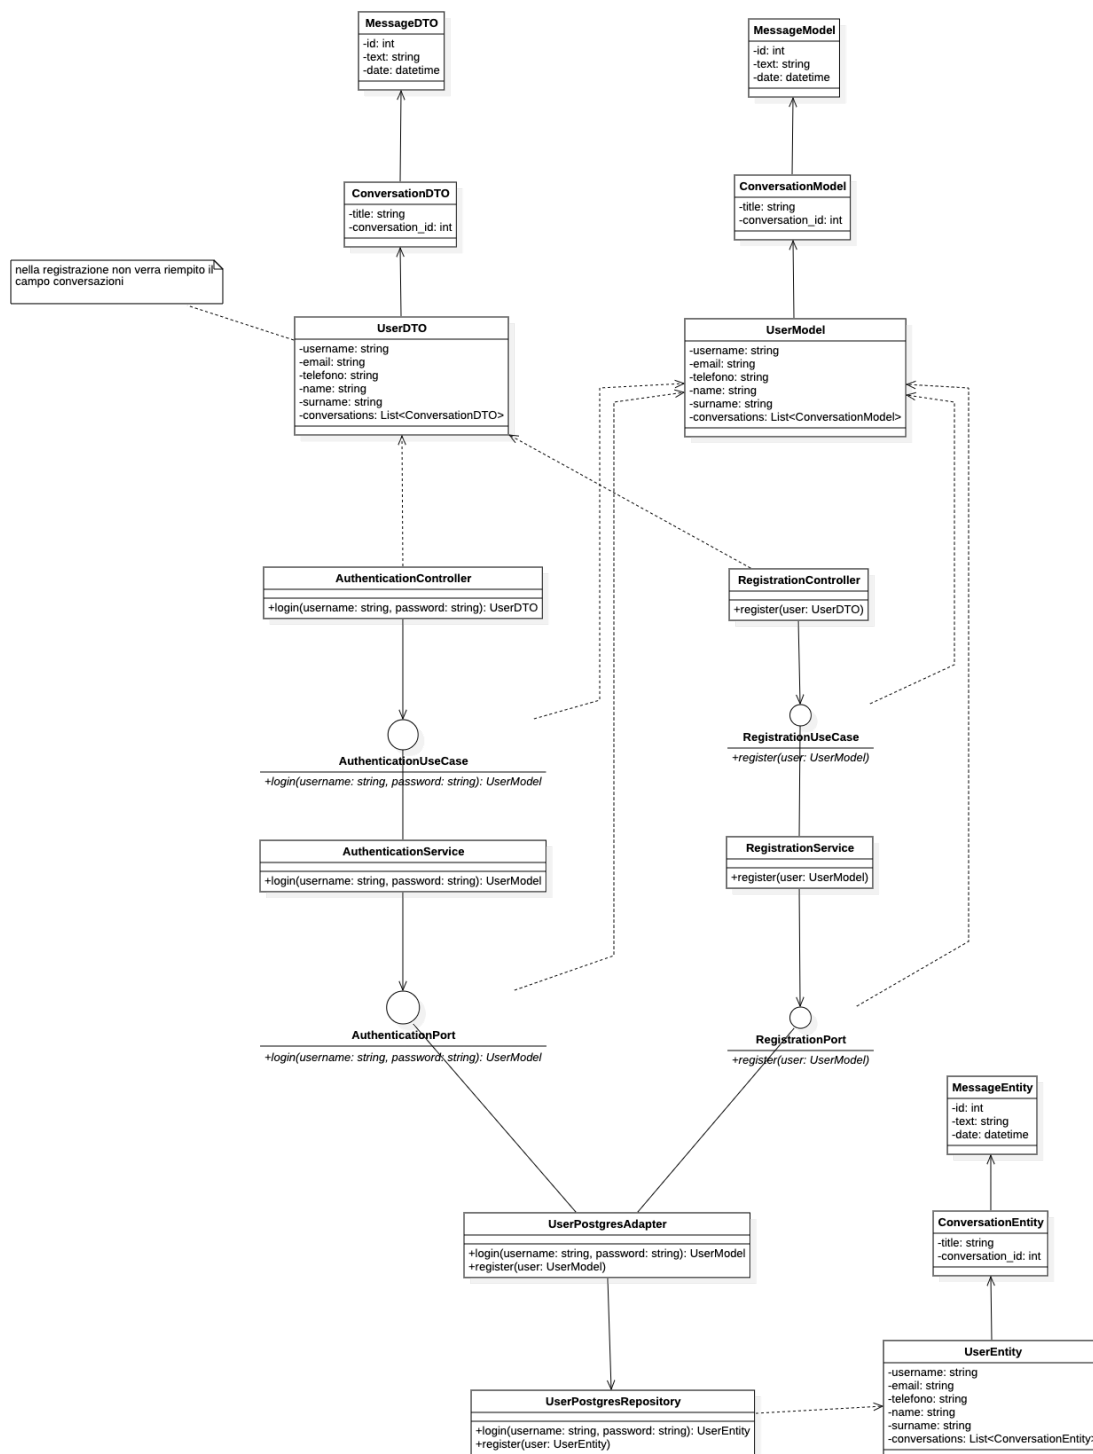 MessageDTO
-id: int
-text: string
-date: datetime
MessageModel
-id: int
-text: string
-date: datetime
ConversationDTO
-title: string
-conversation_id: int
ConversationModel
-title: string
-conversation_id: int
nella registrazione non verra riempito il
campo conversazioni
UserDTO
-username: string
-email: string
-telefono: string
-name: string
-surname: string
-conversations: List<ConversationDTO>
UserModel
-username: string
-email: string
-telefono: string
-name: string
-surname: string
-conversations: List<ConversationModel>
AuthenticationController
+login(username: string, password: string): UserDTO
RegistrationController
+register(user: UserDTO)
AuthenticationUseCase
+login(username: string, password: string): UserModel
RegistrationUseCase
+register(user: UserModel)
AuthenticationService
+login(username: string, password: string): UserModel
RegistrationService
+register(user: UserModel)
AuthenticationPort
+login(username: string, password: string): UserModel
RegistrationPort
+register(user: UserModel)
MessageEntity
-id: int
-text: string
-date: datetime
UserPostgresAdapter
+login(username: string, password: string): UserModel
+register(user: UserModel)
ConversationEntity
-title: string
-conversation_id: int
UserPostgresRepository
+login(username: string, password: string): UserEntity
+register(user: UserEntity)
UserEntity
-username: string
-email: string
-telefono: string
-name: string
-surname: string
-conversations: List<ConversationEntity>